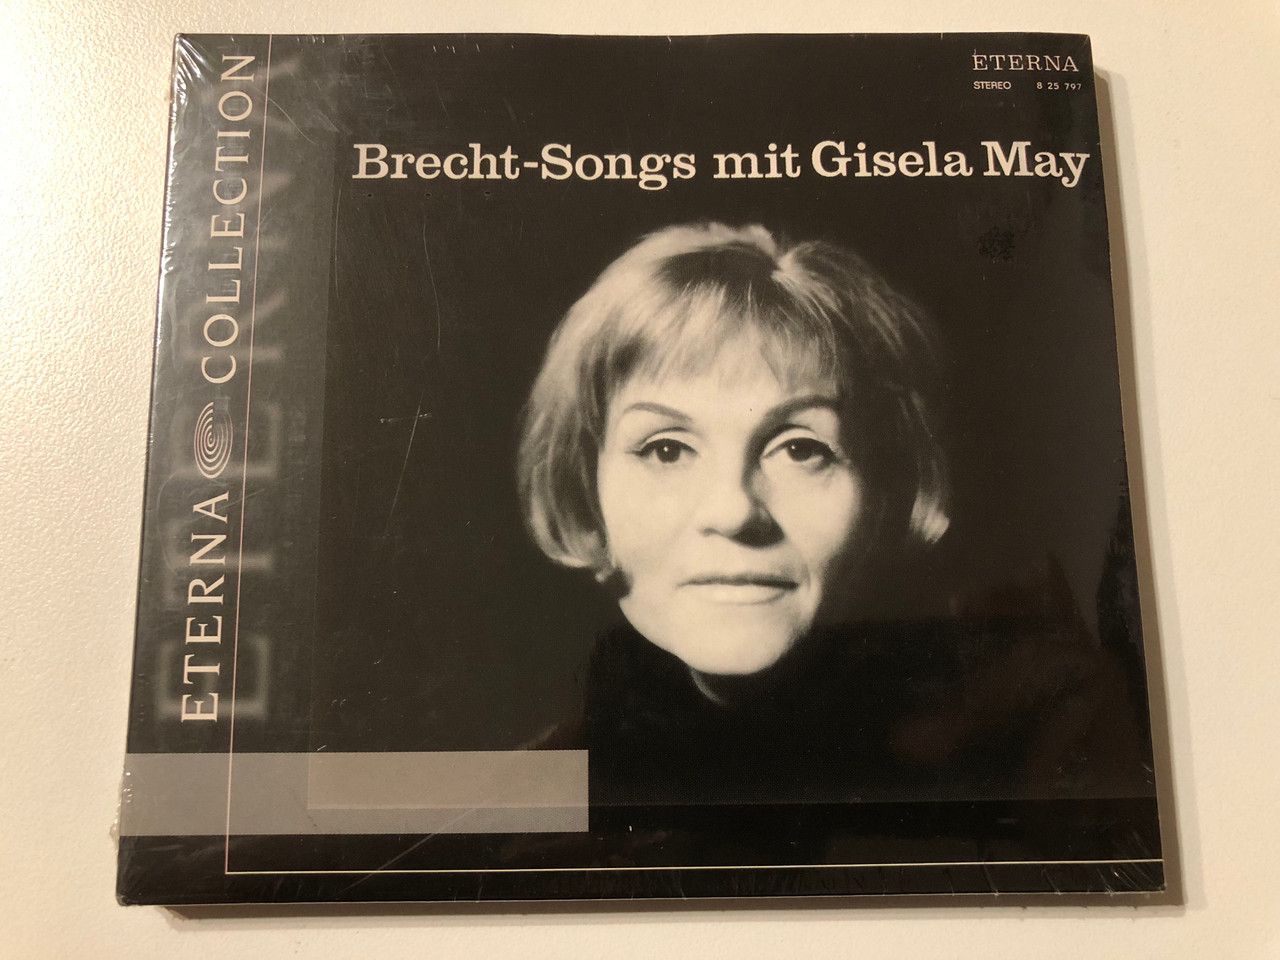 ETERNA
STEREO 8 25 797
Brecht-Songs mit Gisela May
ETERNA COLLECTION